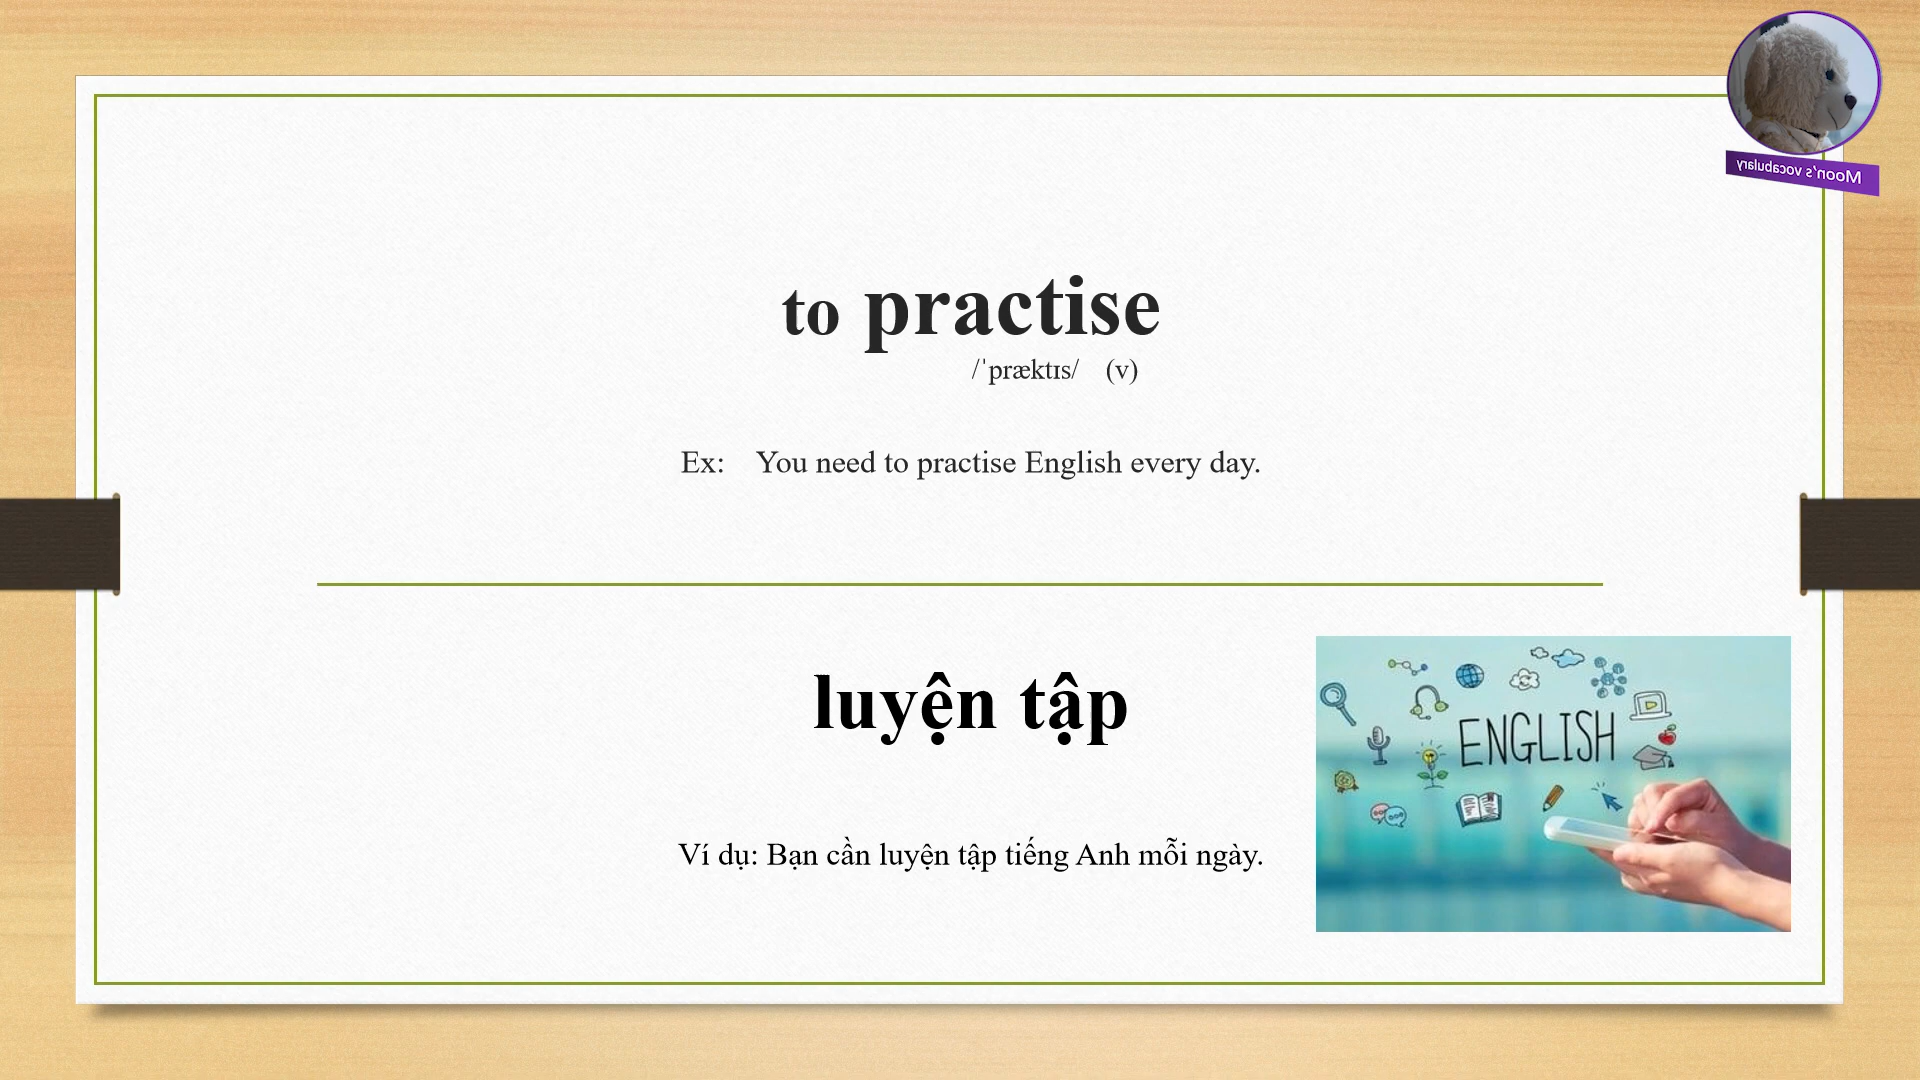 Moon's vocabulary
to practise
/ˈpræktɪs/ (v)
Ex: You need to practise English every day.
luyện tập
ENGLISH
Ví dụ: Bạn cần luyện tập tiếng Anh mỗi ngày.